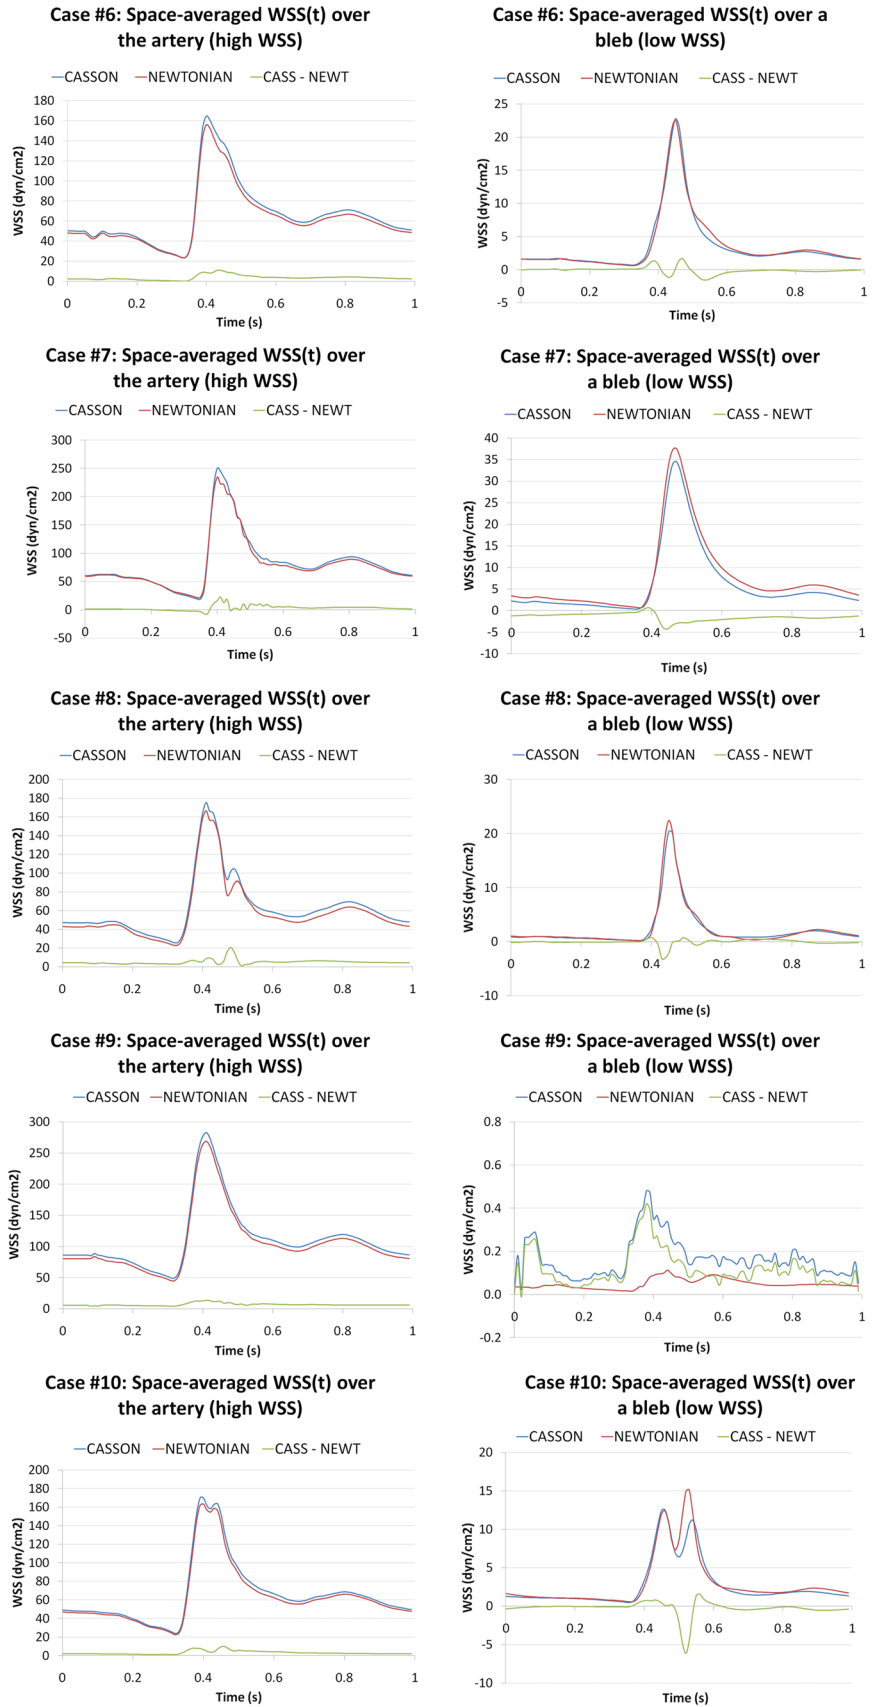 Case #6: Space-averaged WSS(t) over
the artery (high WSS)
CASSON NEWTONIAN CASS - NEWT
180
160
140
120
100
80
60
40
20
0
WSS (dyn/cm2)
0 0.2 0.4 0.6 0.8 1
Time (s)
Case #6: Space-averaged WSS(t) over a
bleb (low WSS)
CASSON NEWTONIAN CASS - NEWT
25
20
15
10
5
0
-5
WSS (dyn/cm2)
0 0.2 0.4 0.6 0.8 1
Time (s)
Case #7: Space-averaged WSS(t) over
the artery (high WSS)
CASSON NEWTONIAN CASS - NEWT
300
250
200
150
100
50
0
-50
WSS (dyn/cm2)
0 0.2 0.4 0.6 0.8 1
Time (s)
Case #7: Space-averaged WSS(t) over
a bleb (low WSS)
CASSON NEWTONIAN CASS - NEWT
40
35
30
25
20
15
10
5
0
-5
-10
WSS (dyn/cm2)
0 0.2 0.4 0.6 0.8 1
Time (s)
Case #8: Space-averaged WSS(t) over
the artery (high WSS)
CASSON NEWTONIAN CASS - NEWT
200
180
160
140
120
100
80
60
40
20
0
WSS (dyn/cm2)
0 0.2 0.4 0.6 0.8 1
Time (s)
Case #8: Space-averaged WSS(t) over
a bleb (low WSS)
CASSON NEWTONIAN CASS - NEWT
30
20
10
0
-10
WSS (dyn/cm2)
0 0.2 0.4 0.6 0.8 1
Time (s)
Case #9: Space-averaged WSS(t) over
the artery (high WSS)
CASSON NEWTONIAN CASS - NEWT
300
250
200
150
100
50
0
WSS (dyn/cm2)
0 0.2 0.4 0.6 0.8 1
Time (s)
Case #9: Space-averaged WSS(t) over
a bleb (low WSS)
CASSON NEWTONIAN CASS - NEWT
0.8
0.6
0.4
0.2
0.0
-0.2
WSS (dyn/cm2)
0 0.2 0.4 0.6 0.8 1
Time (s)
Case #10: Space-averaged WSS(t) over
the artery (high WSS)
CASSON NEWTONIAN CASS - NEWT
200
180
160
140
120
100
80
60
40
20
0
WSS (dyn/cm2)
0 0.2 0.4 0.6 0.8 1
Time (s)
Case #10: Space-averaged WSS(t) over
a bleb (low WSS)
CASSON NEWTONIAN CASS - NEWT
20
15
10
5
0
-5
-10
WSS (dyn/cm2)
0 0.2 0.4 0.6 0.8 1
Time (s)